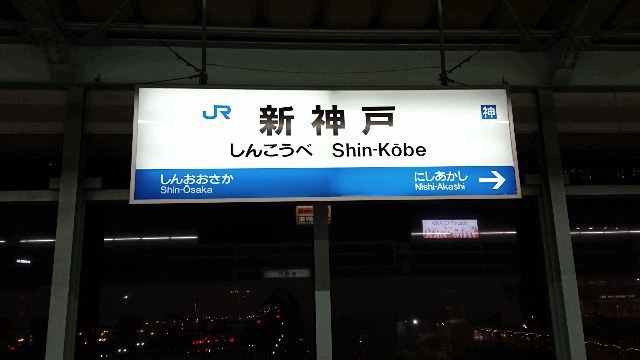 JR 新神戸 神
しんこうべ Shin-Kōbe
しんおおさか にしあかし
Shin-Ōsaka Nishi-Akashi